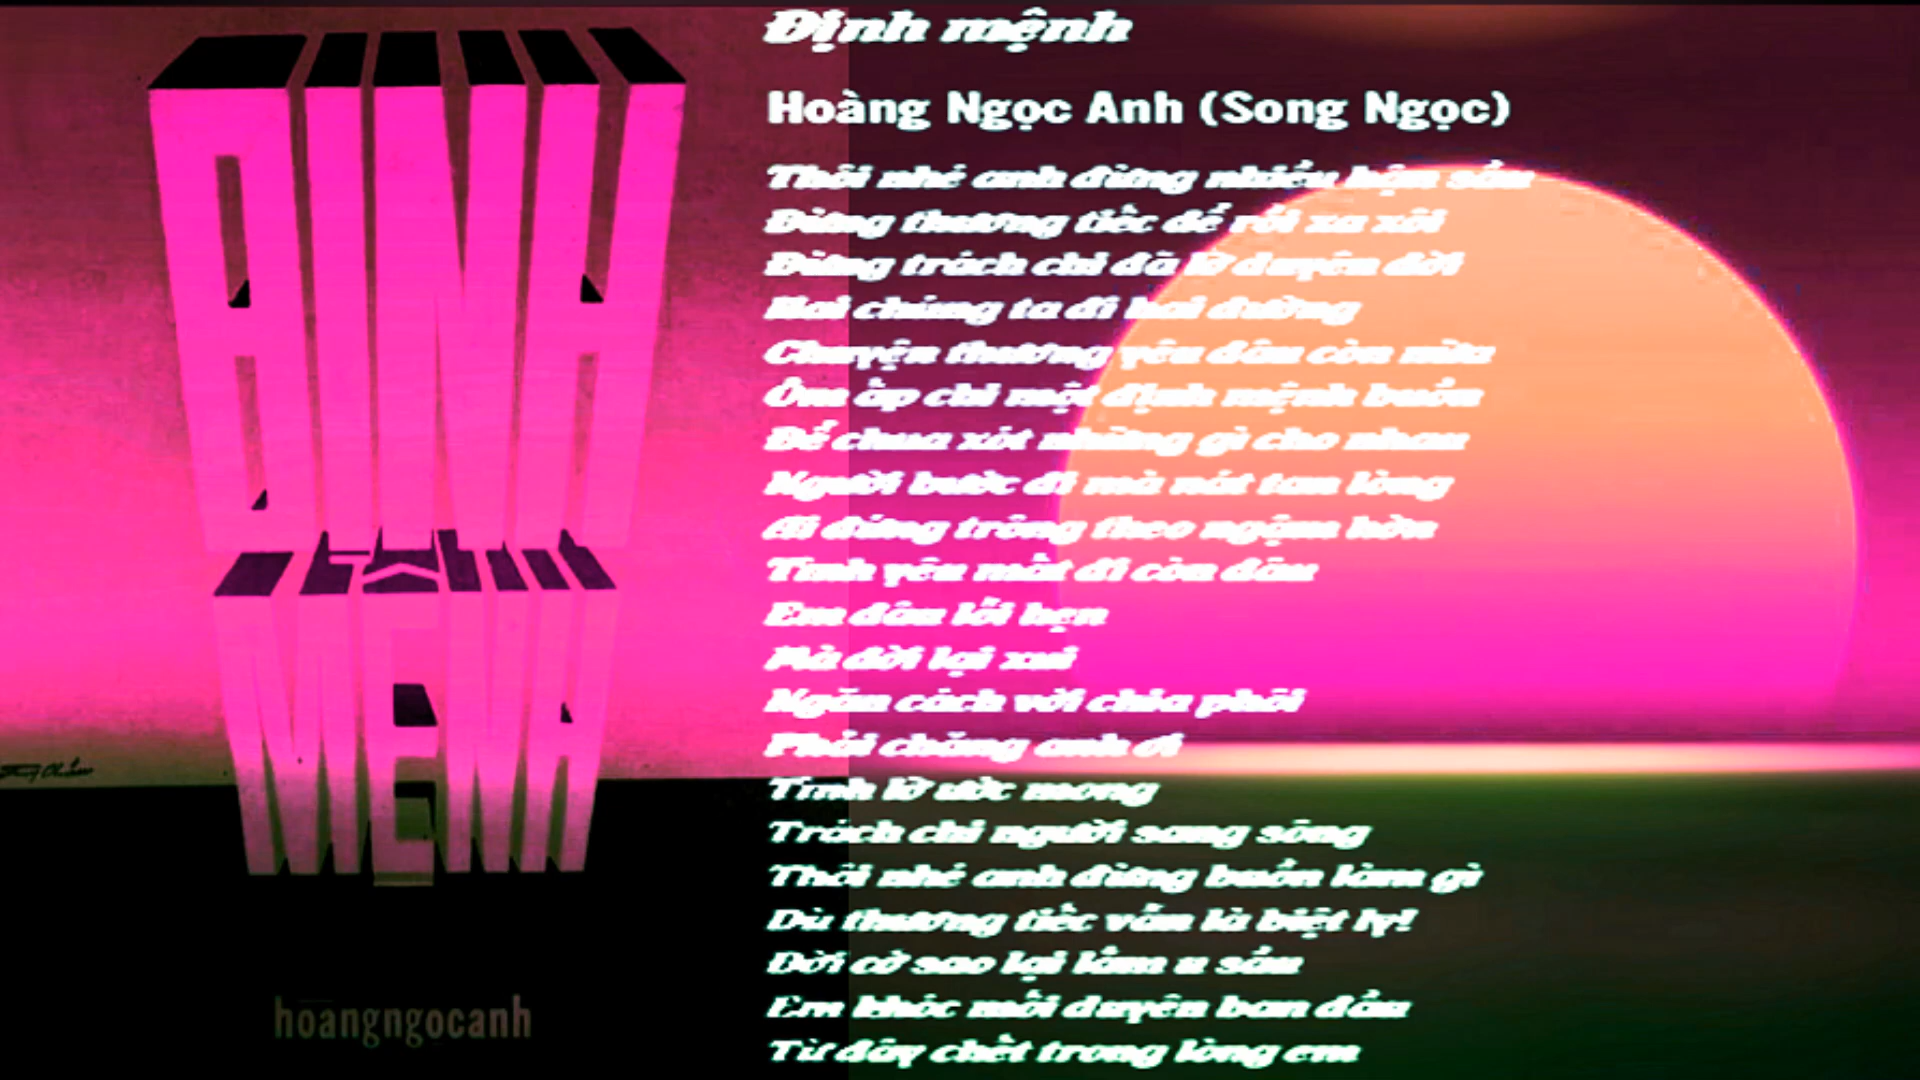 ĐỊNH
MỆNH
hoàngngọcanh
Định mệnh
Hoàng Ngọc Anh (Song Ngọc)
Thôi nhé anh đừng nhiều hận sầu
Đừng thương tiếc để rồi xa xôi
Đừng trách chi đã lỡ duyên đời
Hai chúng ta đi hai đường
Chuyện thương yêu đâu còn nữa
Ôm ấp chi một định mệnh buồn
Để chua xót những gì cho nhau
Người bước đi mà nát tan lòng
đi đứng trông theo ngậm hờn
Tình yêu mất đi còn đâu
Em đâu lỗi hẹn
Mà đời lại xui
Ngăn cách vời chia phôi
Phải chăng anh ơi
Tình lỡ ước mong
Trách chi người sang sông
Thôi nhé anh đừng buồn làm gì
Dù thương tiếc vẫn là biệt ly!
Đời cớ sao lại lắm u sầu
Em khóc mối duyên ban đầu
Từ đây chết trong lòng em